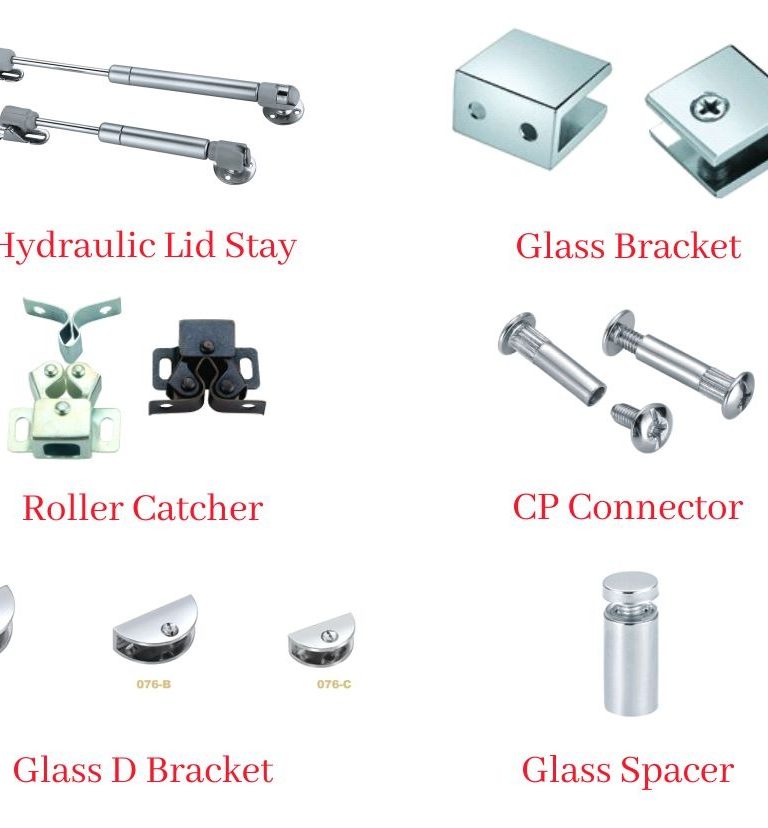 Hydraulic Lid Stay
Glass Bracket
Roller Catcher
CP Connector
076-B
076-C
Glass D Bracket
Glass Spacer